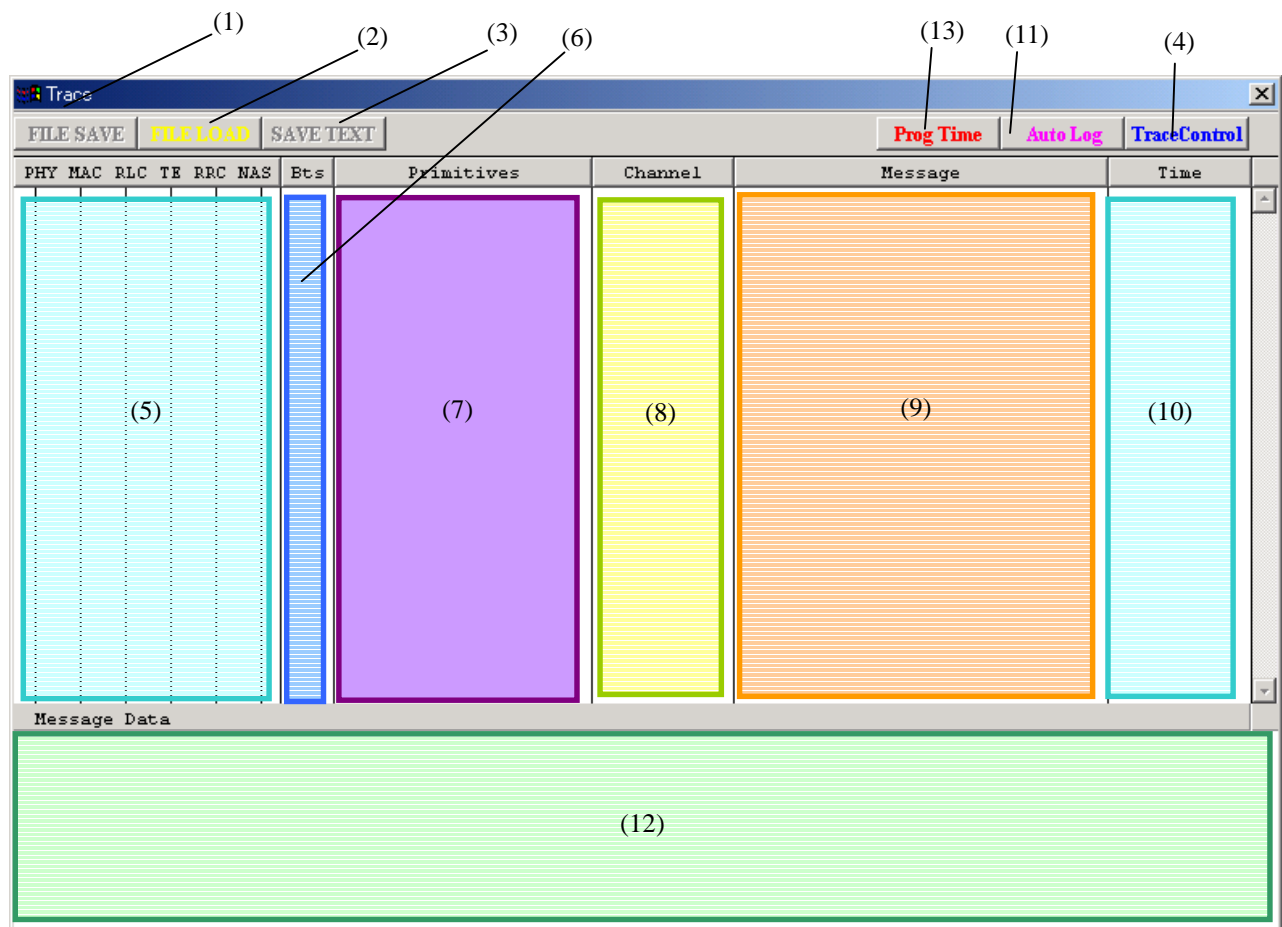 (1) (2) (3) (6) (13) (11) (4)
Trace
FILE SAVE FILE LOAD SAVE TEXT Prog Time Auto Log TraceControl
PHY MAC RLC TE RRC NAS Bts Primitives Channel Message Time
(5) (7) (8) (9) (10)
Message Data
(12)